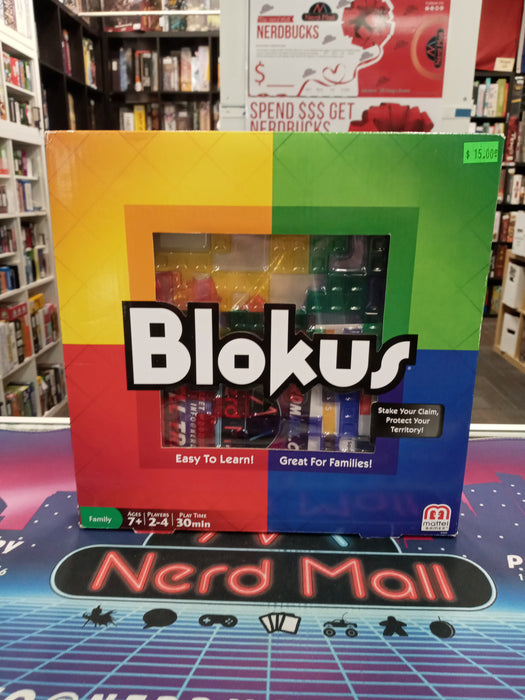 Nerd Mall
NERDBUCKS
$
SPEND $$$ GET
NERDBUCKS
$ 15.00
Blokus
Stake Your Claim,
Protect Your
Territory!
Easy To Learn!
Great For Families!
Family
AGES
7+
PLAYERS
2-4
PLAY TIME
30min
mattel
games
Nerd Mall